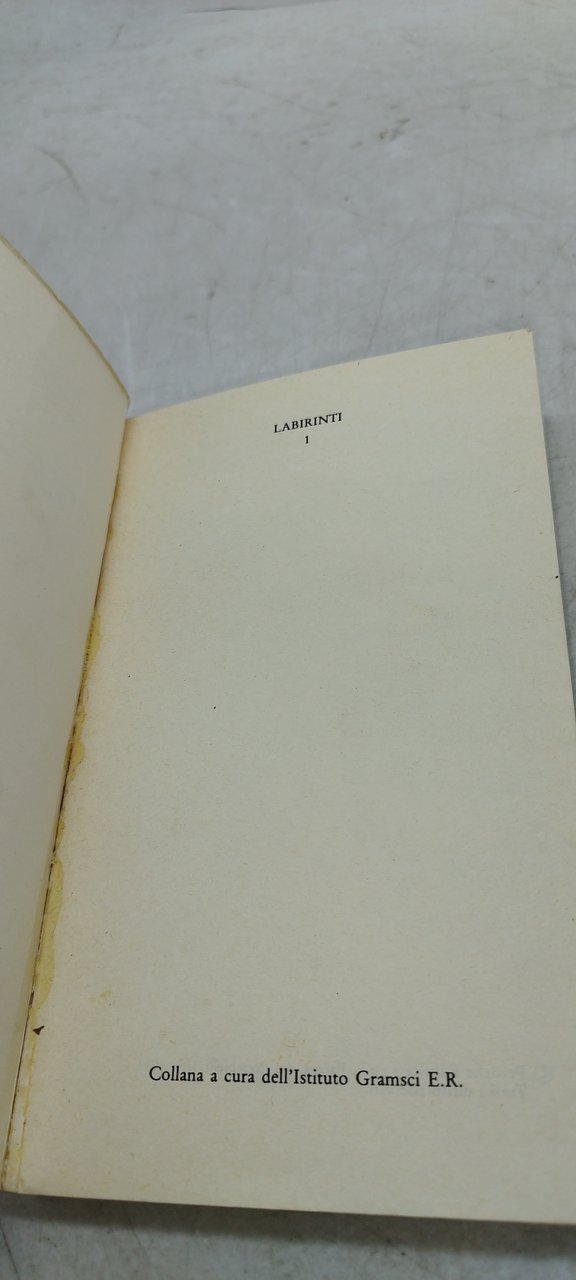 LABIRINTI
1
Collana a cura dell'Istituto Gramsci E.R.